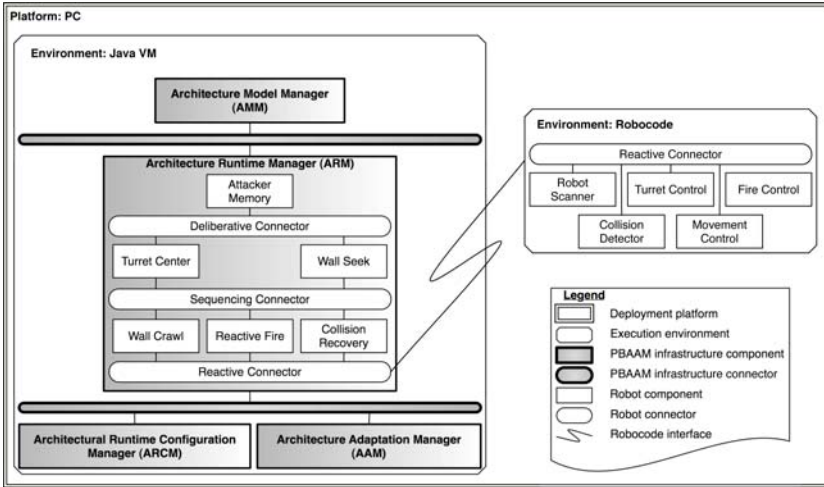 Platform: PC
Environment: Java VM
Architecture Model Manager
(AMM)
Architecture Runtime Manager (ARM)
Attacker
Memory
Deliberative Connector
Turret Center
Wall Seek
Sequencing Connector
Wall Crawl
Reactive Fire
Collision
Recovery
Reactive Connector
Architectural Runtime Configuration
Manager (ARCM)
Architecture Adaptation Manager
(AAM)
Environment: Robocode
Reactive Connector
Robot
Scanner
Turret Control
Fire Control
Collision
Detector
Movement
Control
Legend
Deployment platform
Execution environment
PBAAM infrastructure component
PBAAM infrastructure connector
Robot component
Robot connector
Robocode interface